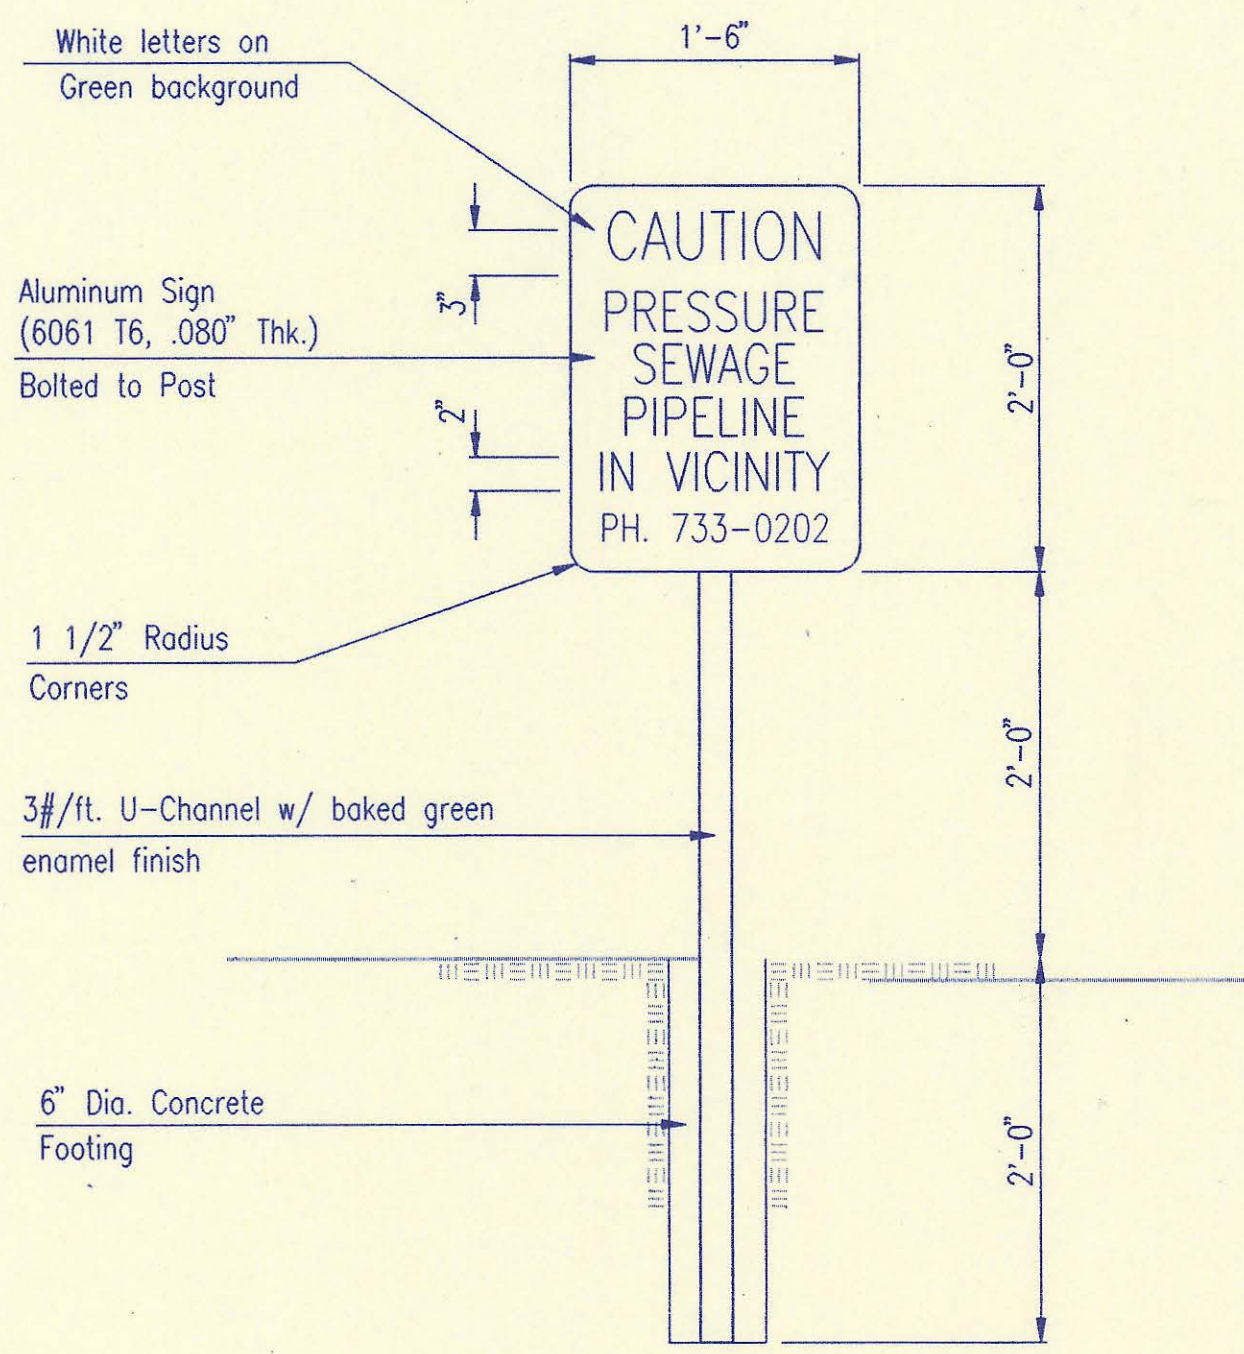 White letters on
Green background
1'-6"
CAUTION
PRESSURE
SEWAGE
PIPELINE
IN VICINITY
PH. 733-0202
3"
Aluminum Sign
(6061 T6, .080" Thk.)
Bolted to Post
2"
2'-0"
1 1/2" Radius
Corners
2'-0"
3#/ft. U-Channel w/ baked green
enamel finish
6" Dia. Concrete
Footing
2'-0"